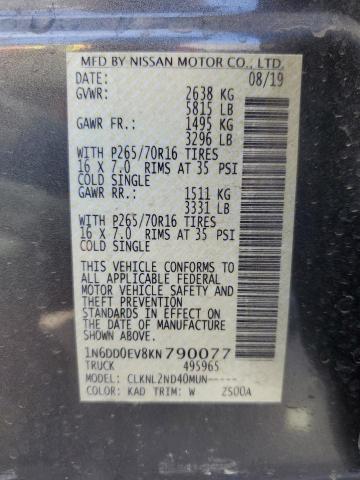 MFD BY NISSAN MOTOR CO., LTD.
DATE: 08/19
GVWR: 2638 KG
5815 LB
GAWR FR.: 1495 KG
3296 LB
WITH P265/70R16 TIRES
16 X 7.0 RIMS AT 35 PSI
COLD SINGLE
GAWR RR.: 1511 KG
3331 LB
WITH P265/70R16 TIRES
16 X 7.0 RIMS AT 35 PSI
COLD SINGLE
THIS VEHICLE CONFORMS TO
ALL APPLICABLE FEDERAL
MOTOR VEHICLE SAFETY AND
THEFT PREVENTION
STANDARDS IN EFFECT ON
THE DATE OF MANUFACTURE
SHOWN ABOVE.
1N6DD0EV8KN790077
TRUCK 495965
MODEL: CLKNL2ND40MUN-----
COLOR: KAD TRIM: W 2S00A